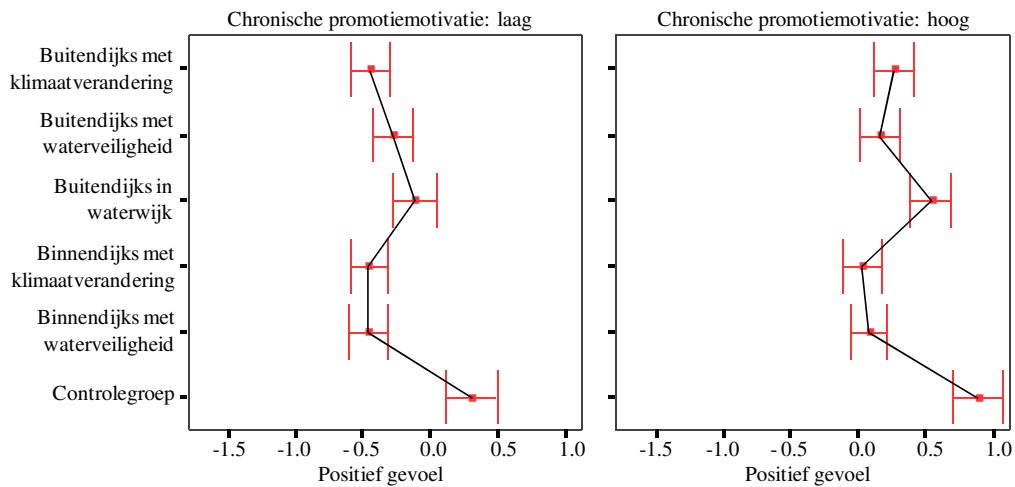 Chronische promotiemotivatie: laag
Chronische promotiemotivatie: hoog
Buitendijks met
klimaatverandering
Buitendijks met
waterveiligheid
Buitendijks in
waterwijk
Binnendijks met
klimaatverandering
Binnendijks met
waterveiligheid
Controlegroep
-1.5 -1.0 -0.5 0.0 0.5 1.0
Positief gevoel
-1.5 -1.0 -0.5 0.0 0.5 1.0
Positief gevoel